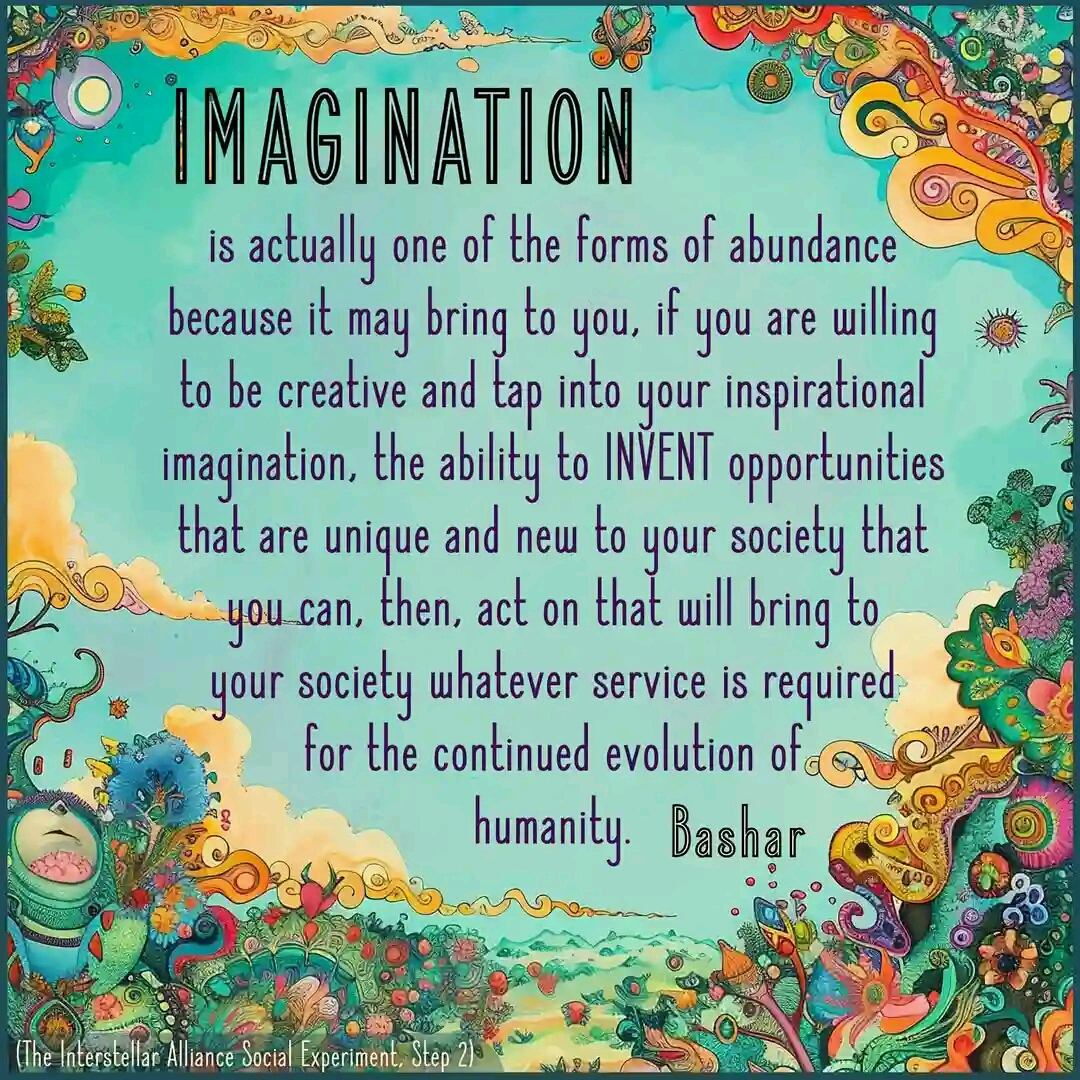 IMAGINATION
is actually one of the forms of abundance
because it may bring to you, if you are willing
to be creative and tap into your inspirational
imagination, the ability to INVENT opportunities
that are unique and new to your society that
you can, then, act on that will bring to
your society whatever service is required
for the continued evolution of
humanity. Bashar
(The Interstellar Alliance Social Experiment, Step 2)